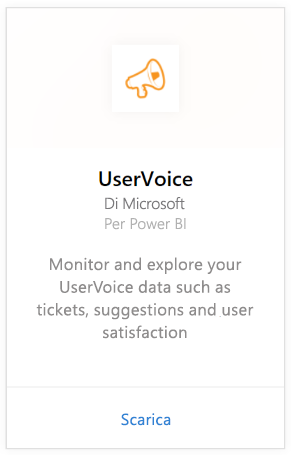 UserVoice
Di Microsoft
Per Power BI
Monitor and explore your
UserVoice data such as
tickets, suggestions and user
satisfaction
Scarica